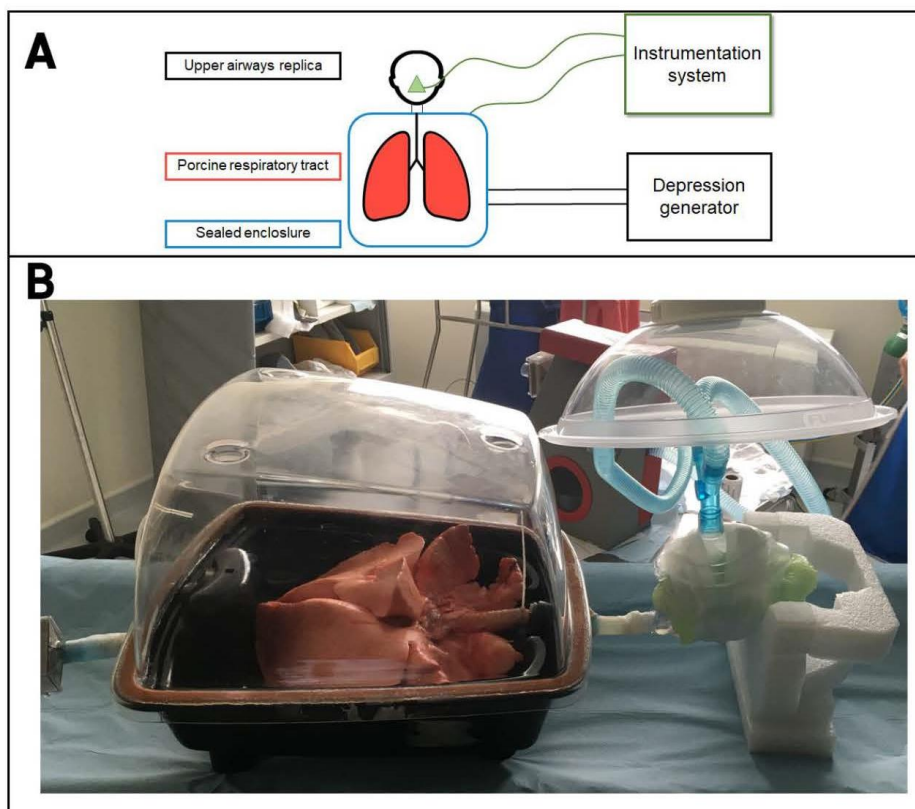 A
Upper airways replica
Instrumentation
system
Porcine respiratory tract
Depression
generator
Sealed encloslure
B